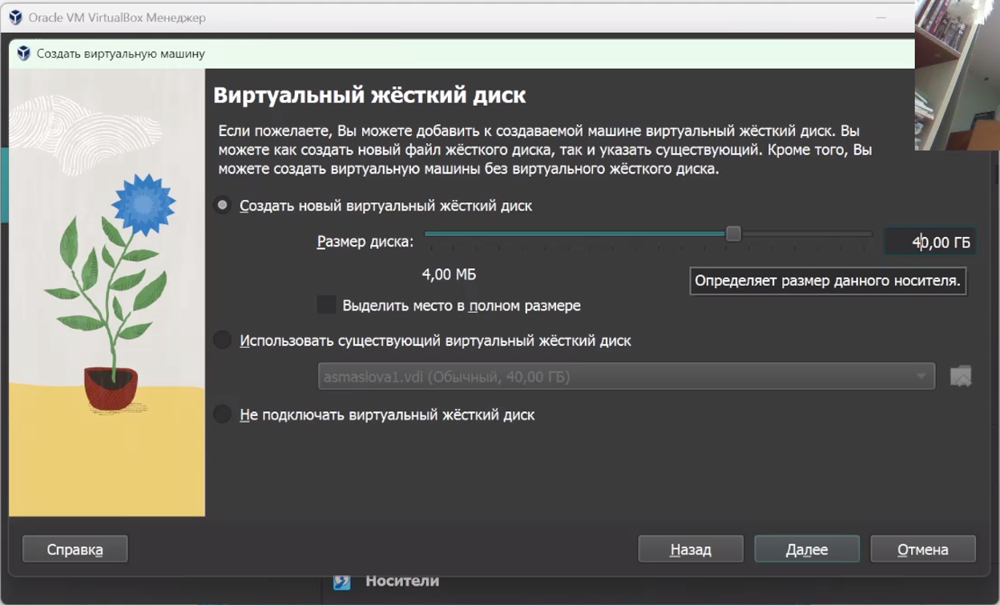 Oracle VM VirtualBox Менеджер
Создать виртуальную машину
Виртуальный жёсткий диск
Если пожелаете, Вы можете добавить к создаваемой машине виртуальный жёсткий диск. Вы
можете как создать новый файл жёсткого диска, так и указать существующий. Кроме того, Вы
можете создать виртуальную машины без виртуального жёсткого диска.
Создать новый виртуальный жёсткий диск
Размер диска:
40,00 ГБ
4,00 МБ
Определяет размер данного носителя.
Выделить место в полном размере
Использовать существующий виртуальный жёсткий диск
asmaslova1.vdi (Обычный, 40,00 ГБ)
Не подключать виртуальный жёсткий диск
Справка
Назад
Далее
Отмена
Носители